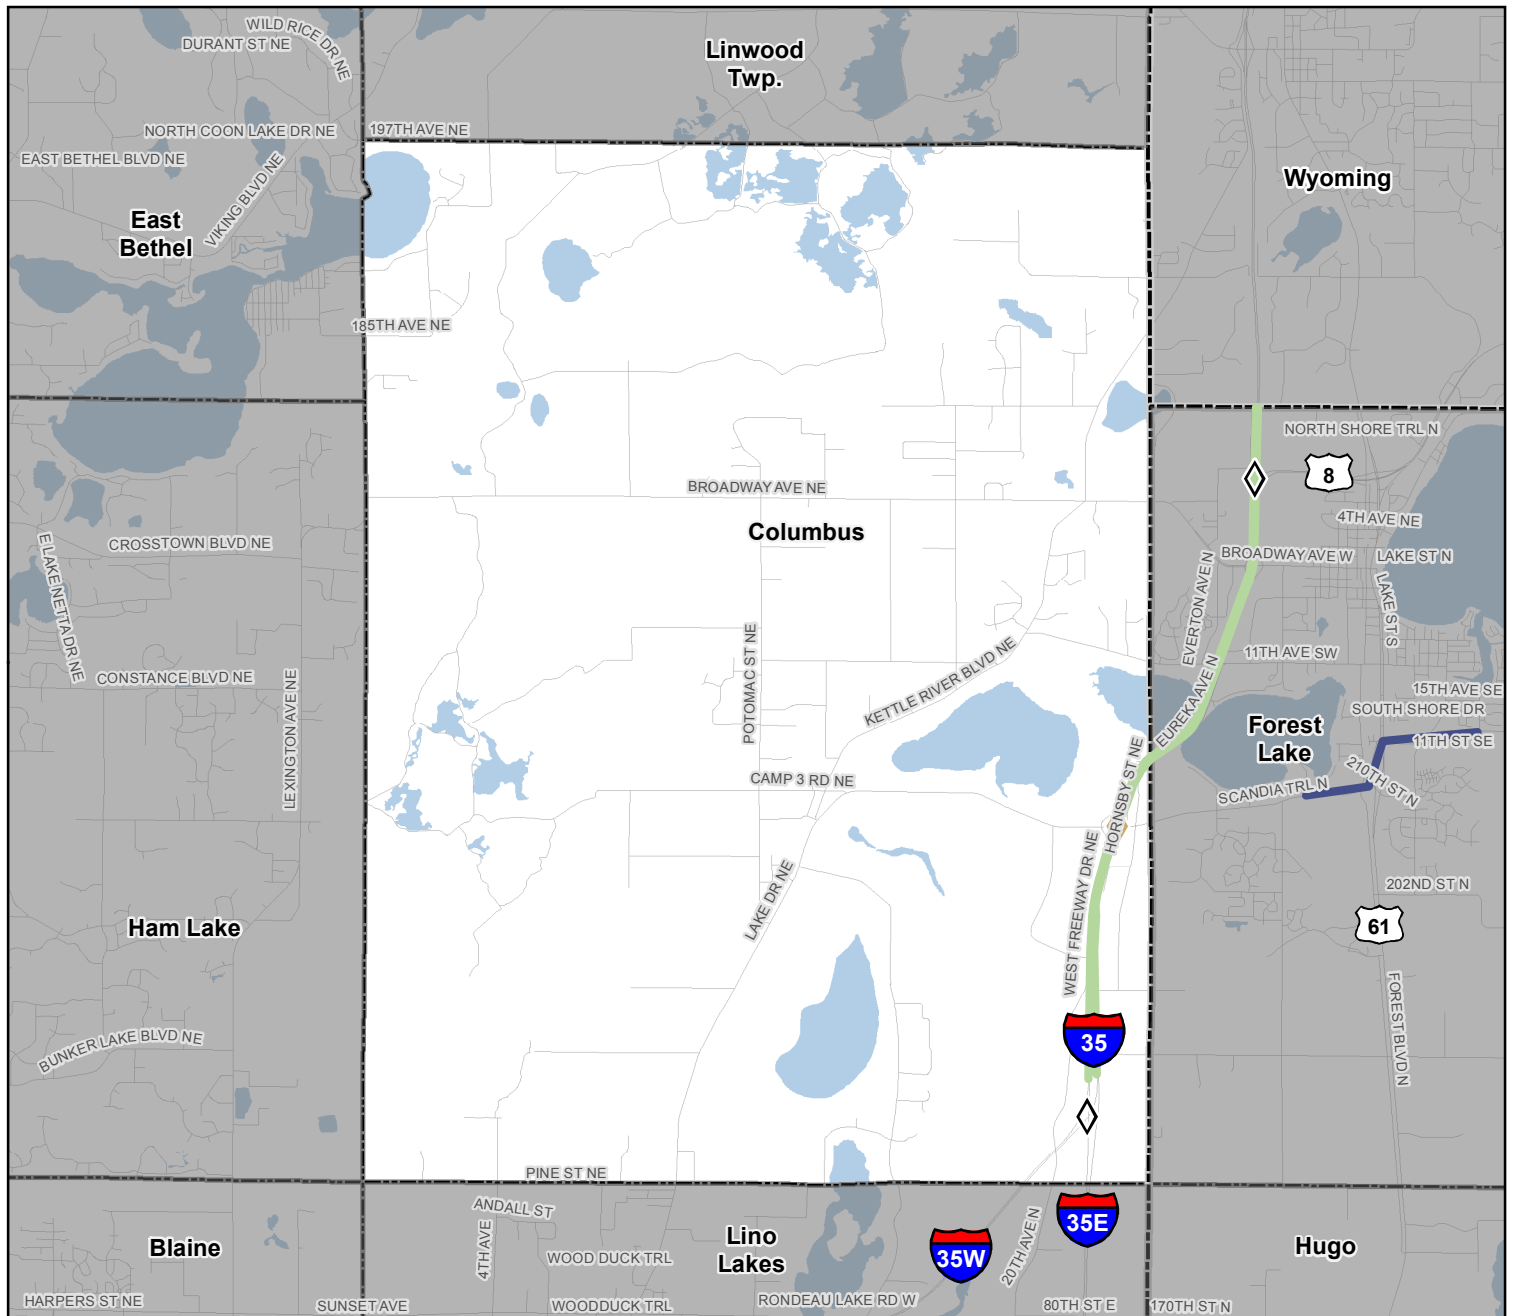 WILD RICE DR NE
DURANT ST NE
Linwood
Twp.
NORTH COON LAKE DR NE
197TH AVE NE
EAST BETHEL BLVD NE
VIKING BLVD NE
Wyoming
East
Bethel
185TH AVE NE
NORTH SHORE TRL N
8
BROADWAY AVE NE
4TH AVE NE
Columbus
CROSSTOWN BLVD NE
BROADWAY AVE W
LAKE ST N
E LAKE NETTA DR NE
EVERTON AVE N
LAKE ST S
11TH AVE SW
POTOMAC ST NE
KETTLE RIVER BLVD NE
CONSTANCE BLVD NE
LEXINGTON AVE NE
EUREKA AVE N
15TH AVE SE
SOUTH SHORE DR
Forest
Lake
11TH ST SE
210TH ST N
CAMP 3 RD NE
HORNSBY ST NE
SCANDIA TRL N
WEST FREEWAY DR NE
LAKE DR NE
202ND ST N
Ham Lake
61
FOREST BLVD N
BUNKER LAKE BLVD NE
35
PINE ST NE
ANDALL ST
4TH AVE
35E
20TH AVE N
Blaine
Lino
Lakes
35W
Hugo
WOOD DUCK TRL
HARPERS ST NE
SUNSET AVE
WOODDUCK TRL
RONDEAU LAKE RD W
80TH ST E
170TH ST N